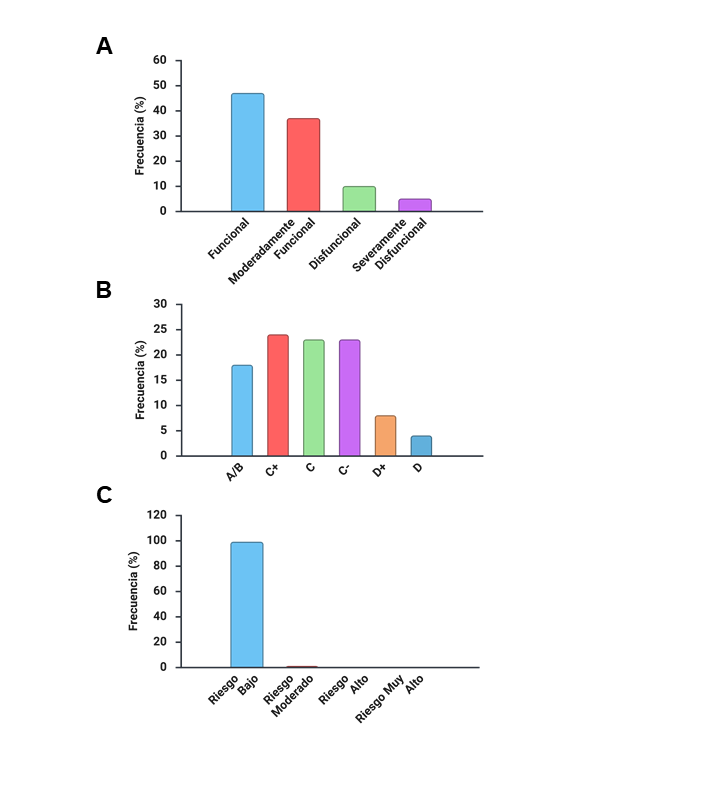 A
60
50
40
30
20
10
0
Frecuencia (%)
Funcional
Moderadamente
Funcional
Disfuncional
Severamente
Disfuncional
B
30
25
20
15
10
5
0
Frecuencia (%)
A/B
C+
C
C-
D+
D
C
120
100
80
60
40
20
0
Frecuencia (%)
Riesgo
Bajo
Riesgo
Moderado
Riesgo
Alto
Riesgo Muy
Alto